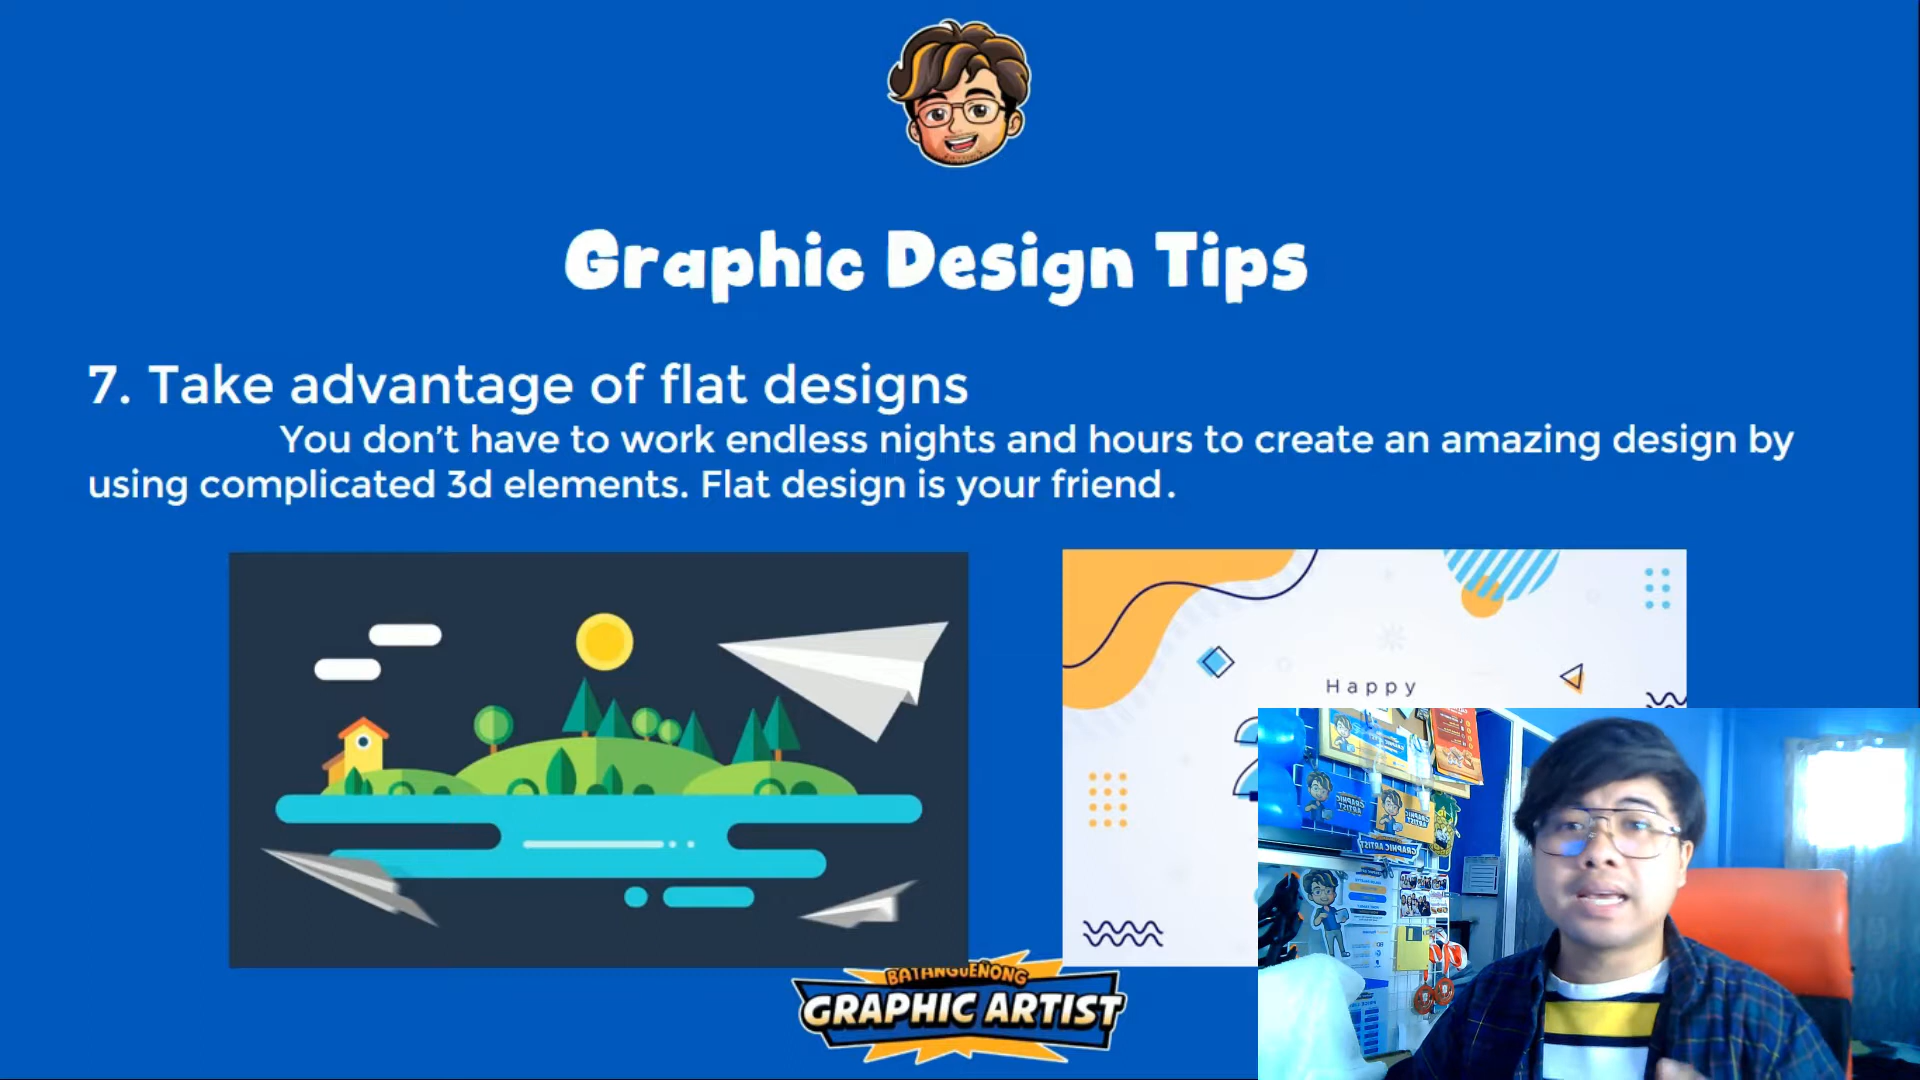 Graphic Design Tips
7. Take advantage of flat designs
You don't have to work endless nights and hours to create an amazing design by
using complicated 3d elements. Flat design is your friend.
Happy
BATANGUEÑONG
GRAPHIC ARTIST